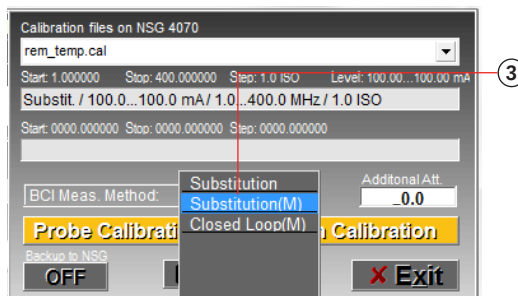 Calibration files on NSG 4070
rem_temp.cal
Start: 1.000000 Stop: 400.000000 Step: 1.0 ISO Level: 100.00...100.00 mA
3
Substit. / 100.0...100.0 mA / 1.0...400.0 MHz / 1.0 ISO
Start: 0000.000000 Stop: 0000.000000 Step: 0000.000000
Substitution
Additonal Att.
BCI Meas. Method:
Substitution(M)
_0.0
Closed Loop(M)
Probe Calibration
Calibration
Backup to NSG
OFF
Exit